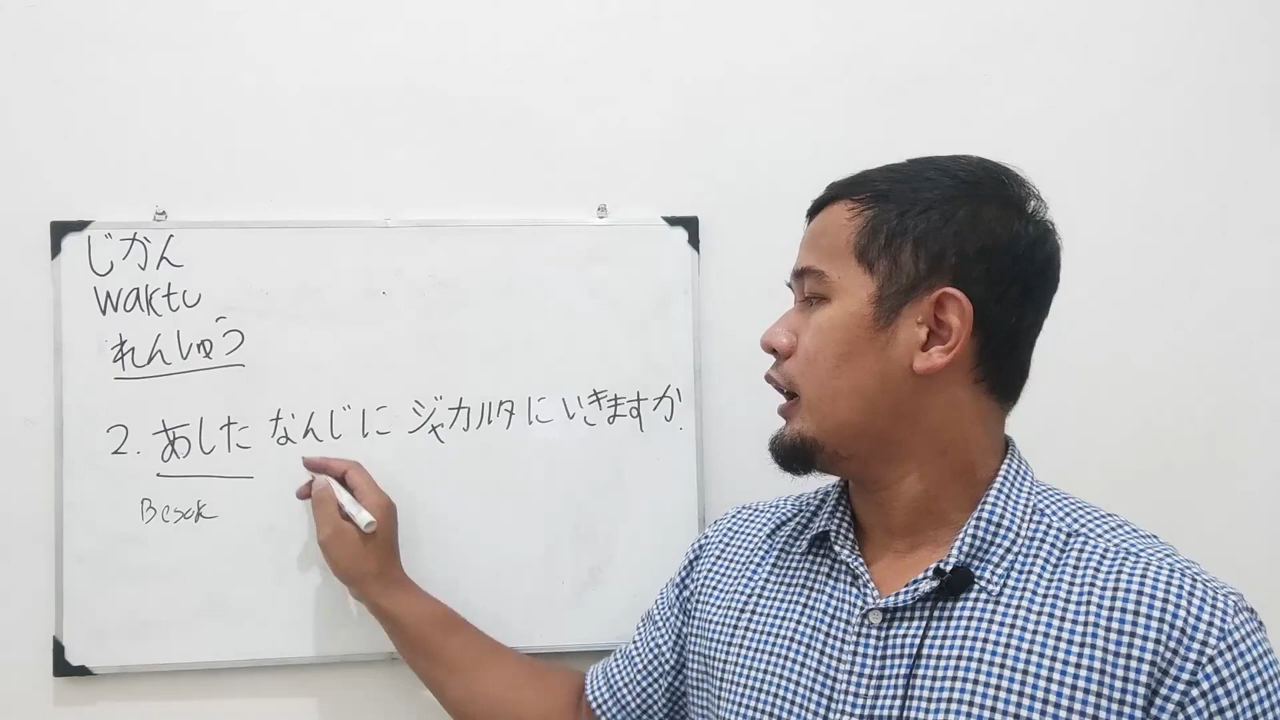 じかん
waktu
れんしゅう
2. あした なんじに ジャカルタに いきますか.
Besok